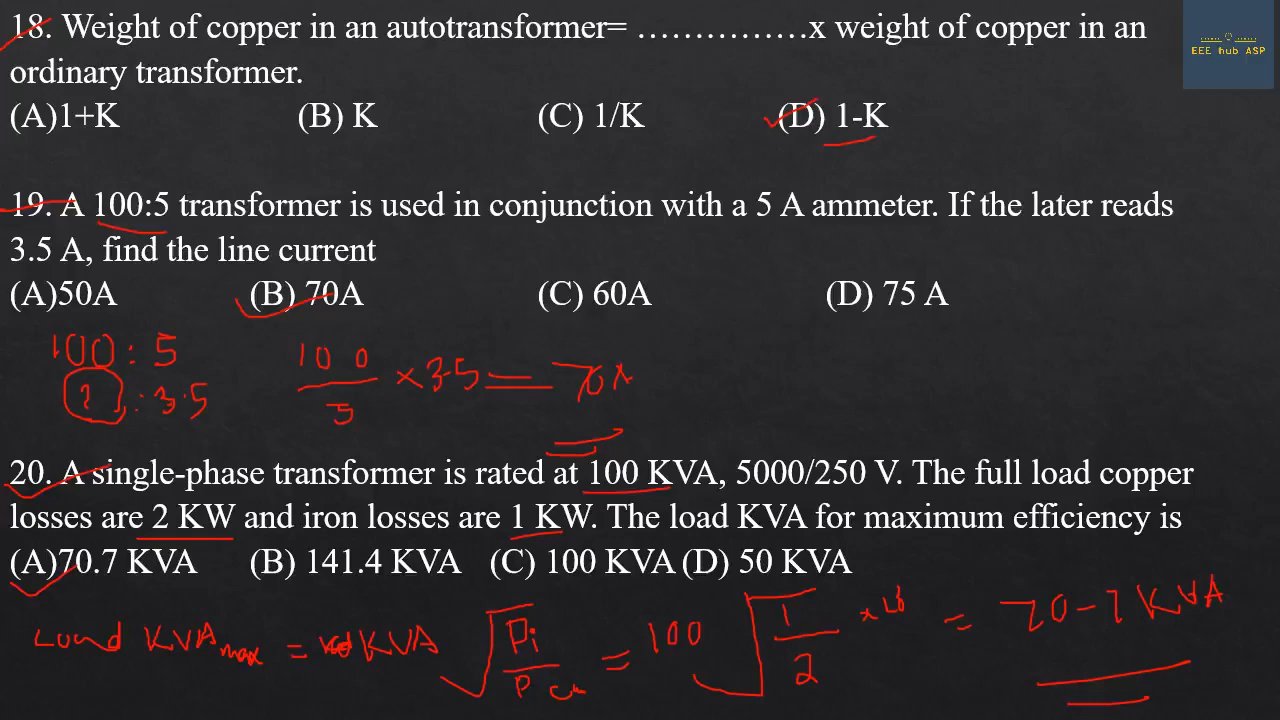 18. Weight of copper in an autotransformer= ……………x weight of copper in an
EEE hub ASP
ordinary transformer.
(A)1+K (B) K (C) 1/K (D) 1-K
19. A 100:5 transformer is used in conjunction with a 5 A ammeter. If the later reads
3.5 A, find the line current
(A)50A (B) 70A (C) 60A (D) 75 A
100 : 5
? : 3.5
100/5 × 3.5 = 70A
20. A single-phase transformer is rated at 100 KVA, 5000/250 V. The full load copper
losses are 2 KW and iron losses are 1 KW. The load KVA for maximum efficiency is
(A)70.7 KVA (B) 141.4 KVA (C) 100 KVA (D) 50 KVA
Load KVA max = KVA √ Pi / P cu = 100 √ 1 / 2 = 70-7 KVA